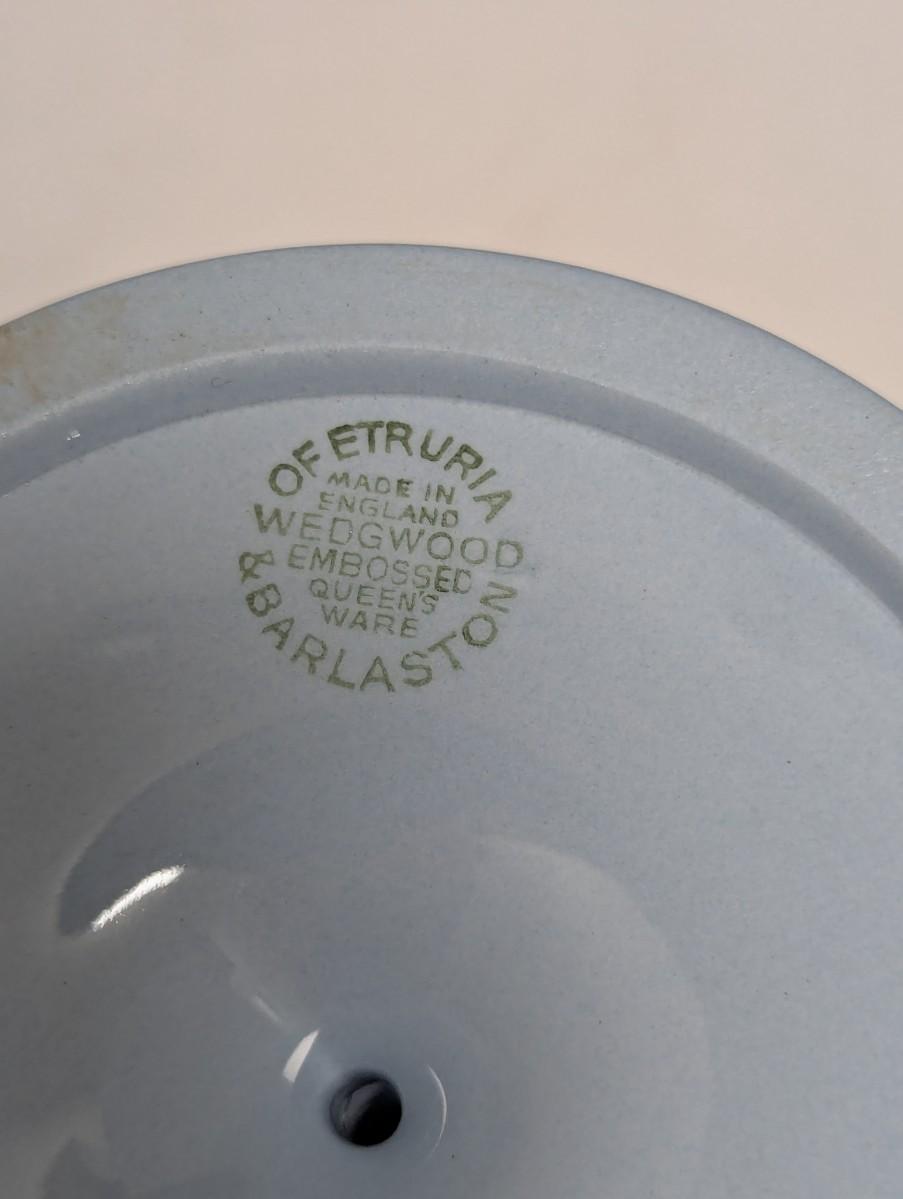 OF ETRURIA
MADE IN
ENGLAND
WEDGWOOD
EMBOSSED
QUEEN'S
WARE
& BARLASTON